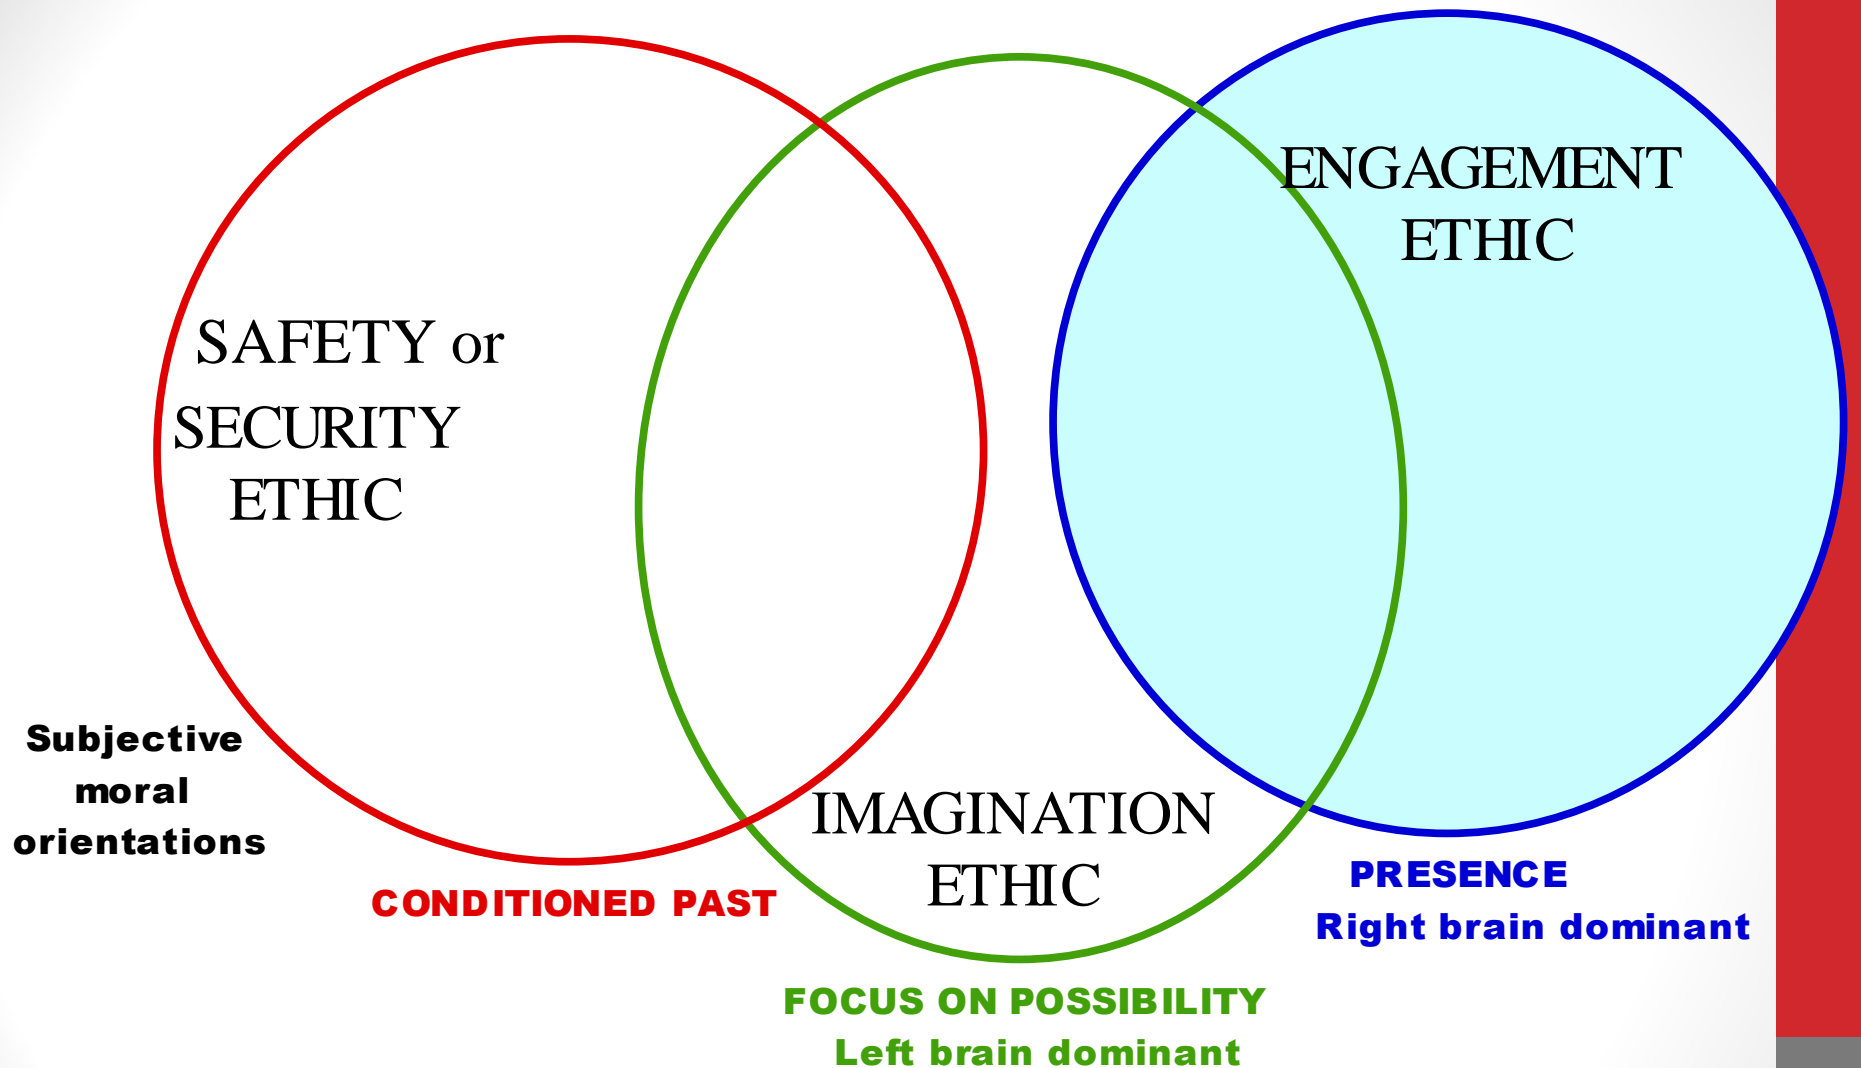 SAFETY or
SECURITY
ETHIC
ENGAGEMENT
ETHIC
IMAGINATION
ETHIC
Subjective
moral
orientations
CONDITIONED PAST
PRESENCE
Right brain dominant
FOCUS ON POSSIBILITY
Left brain dominant